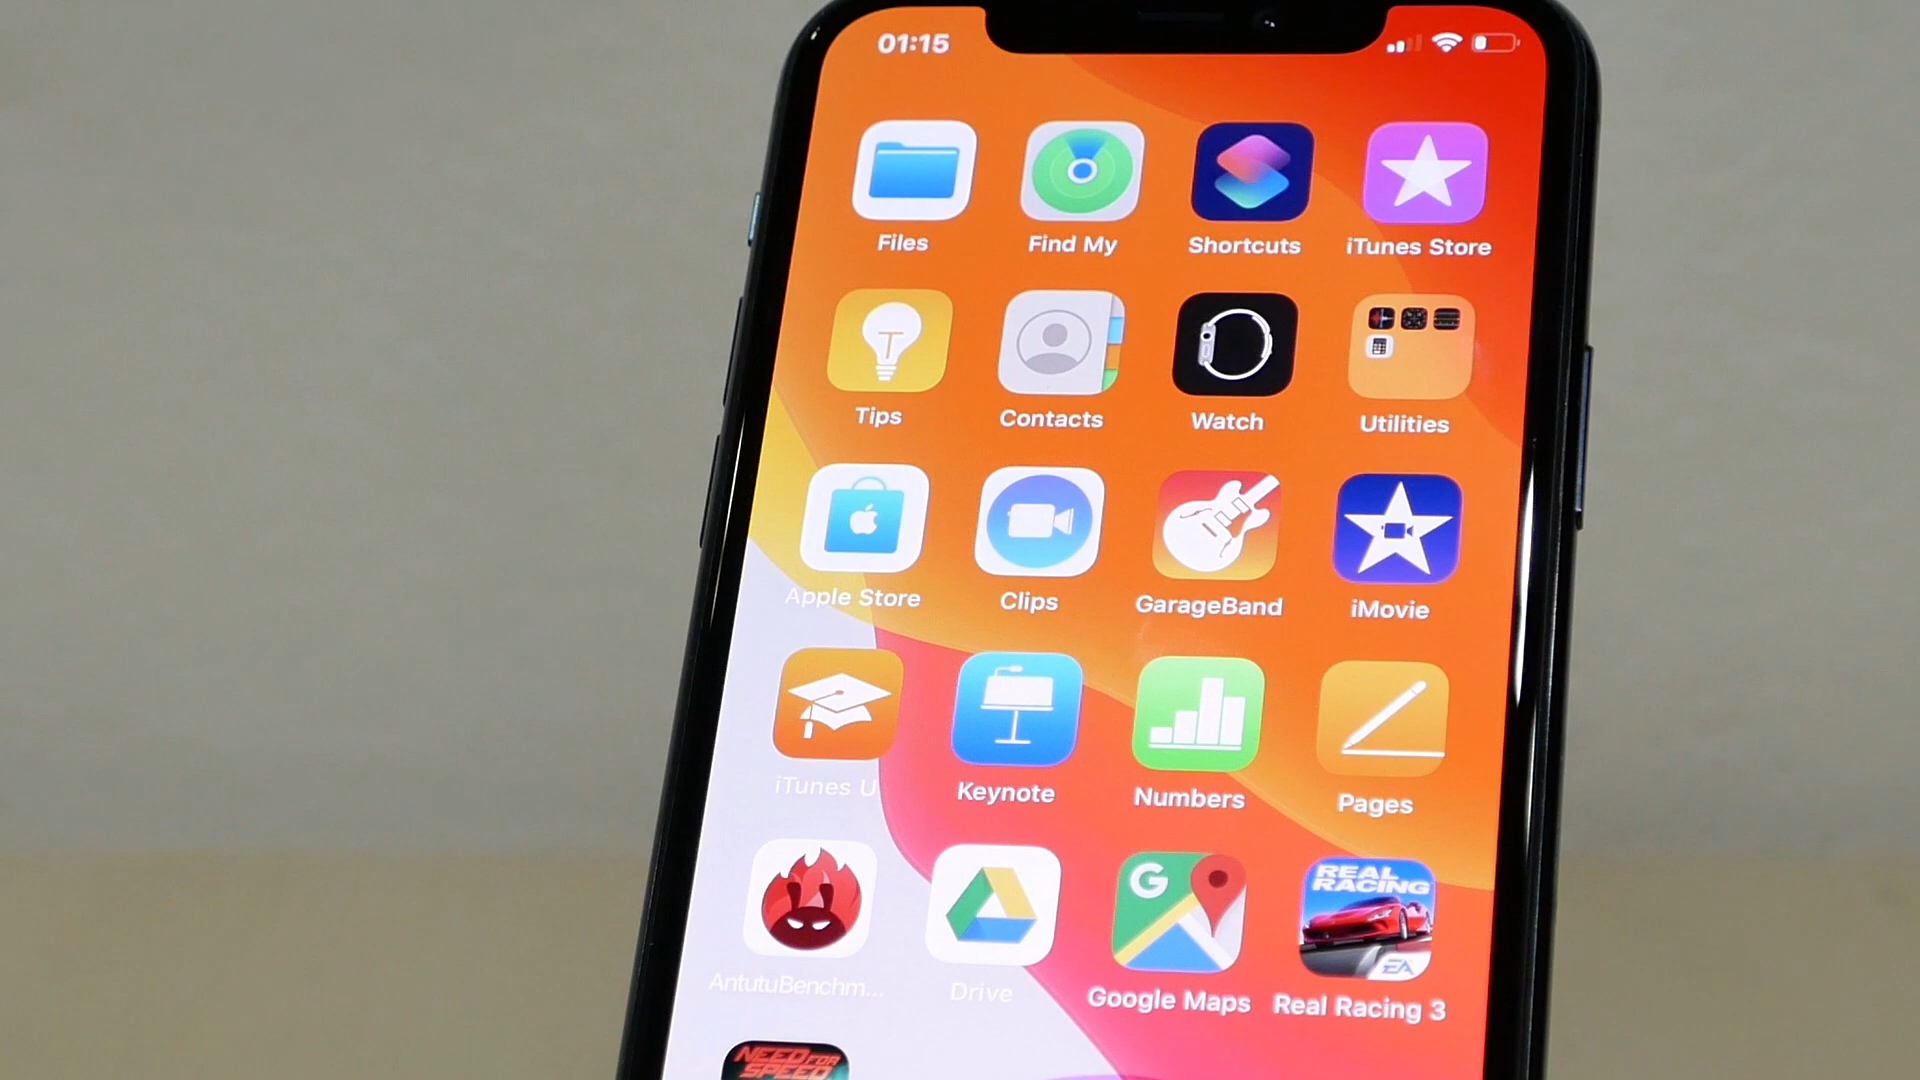 01:15
Files
Find My
Shortcuts
iTunes Store
Tips
Contacts
Watch
Utilities
Apple Store
Clips
GarageBand
iMovie
iTunes U
Keynote
Numbers
Pages
G
REAL
RACING
EA
AntutuBenchm...
Drive
Google Maps
Real Racing 3
NEED FOR
SPEED